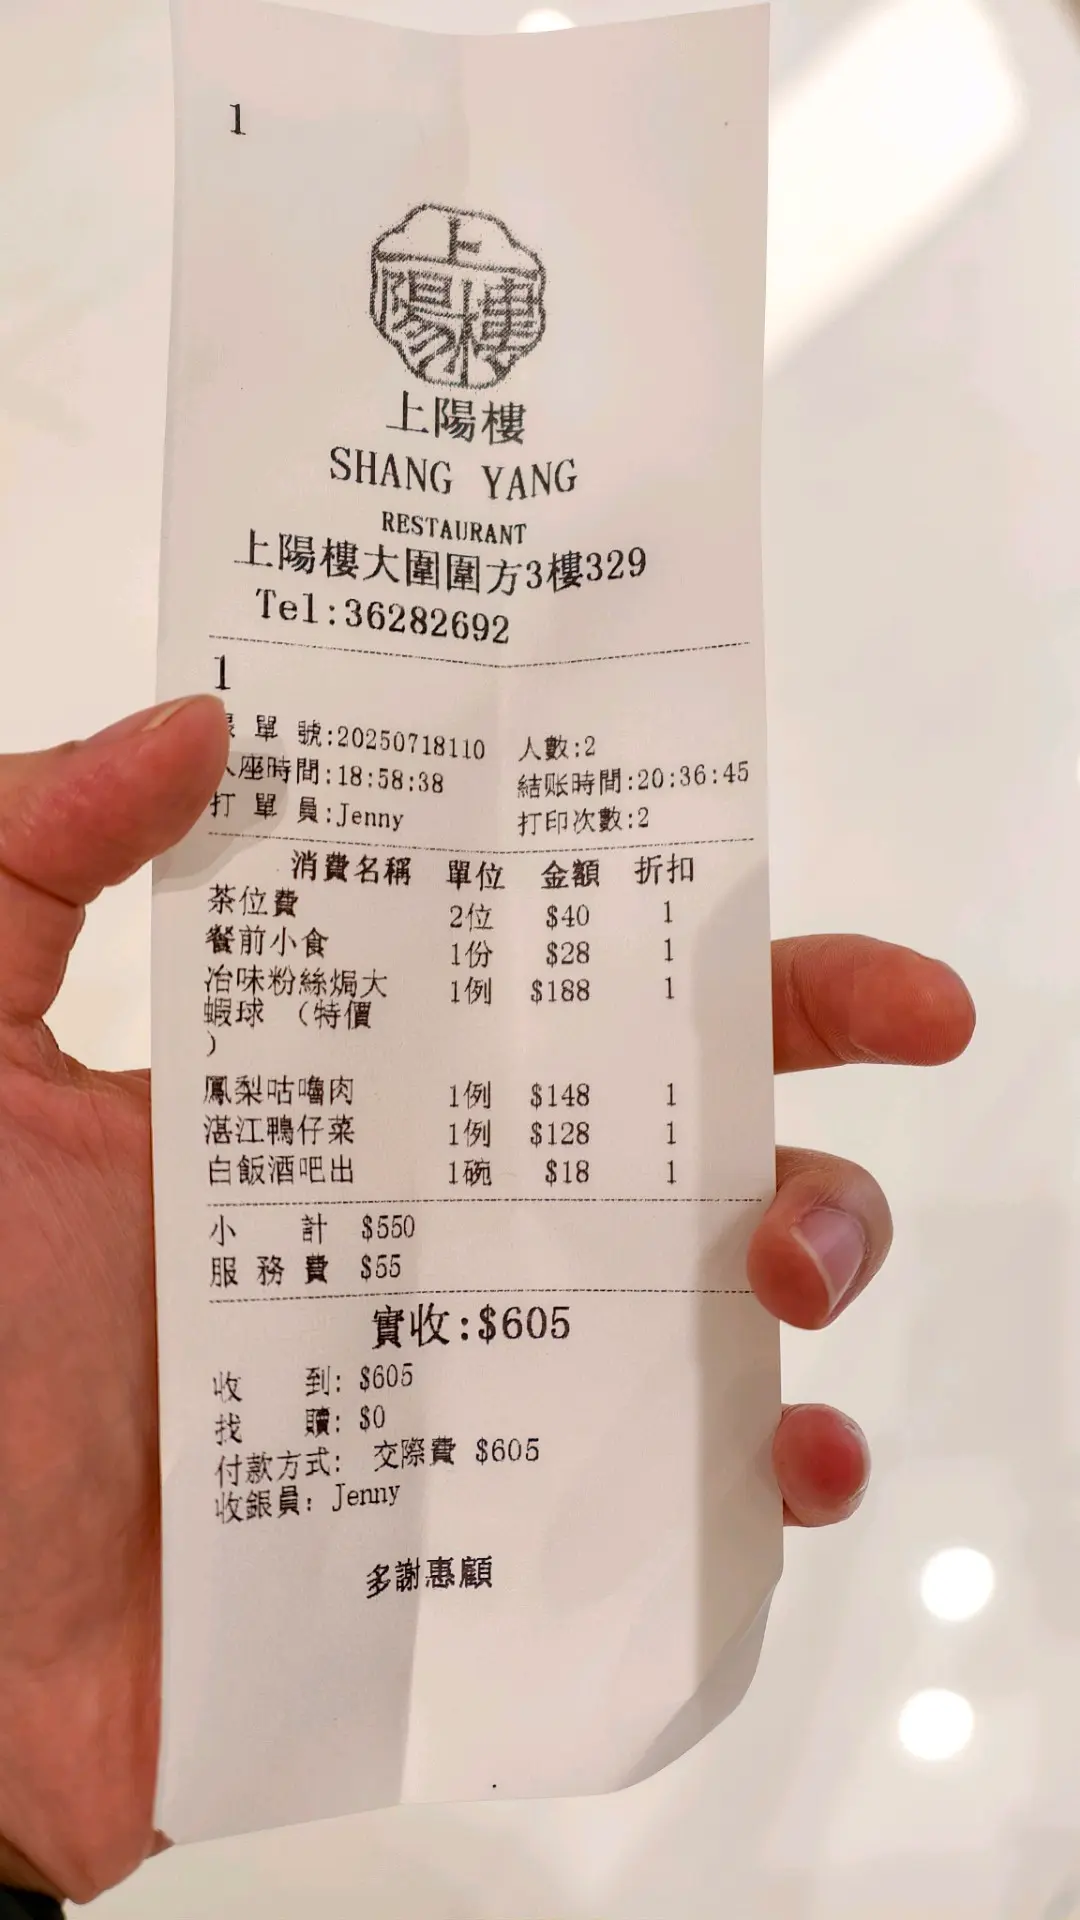 1
上陽樓
上陽樓
SHANG YANG
RESTAURANT
上陽樓大圍圍方3樓329
Tel:36282692
1
單 號:20250718110 人數:2
座時間:18:58:38 結账時間:20:36:45
打 單 員:Jenny 打印次數:2
消費名稱 單位 金額 折扣
茶位費 2位 $40 1
餐前小食 1份 $28 1
冶味粉絲焗大 1例 $188 1
蝦球 (特價
)
鳳梨咕嚕肉 1例 $148 1
湛江鴨仔菜 1例 $128 1
白飯酒吧出 1碗 $18 1
小 計 $550
服 務 費 $55
實收:$605
收 到: $605
找 贖: $0
付款方式: 交際費 $605
收銀員: Jenny
多謝惠顧